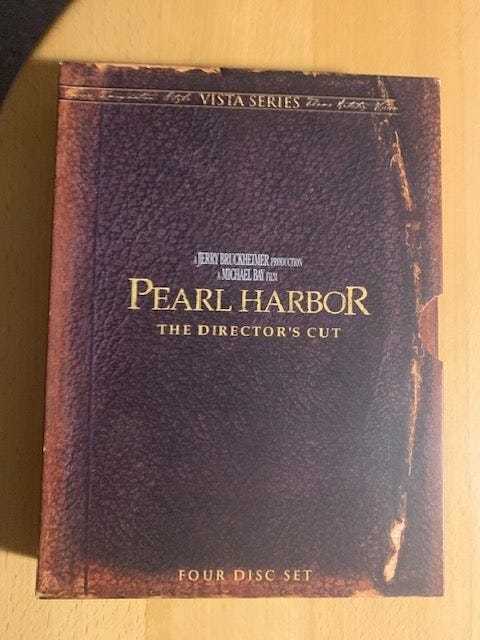 VISTA SERIES
A JERRY BRUCKHEIMER PRODUCTION
A MICHAEL BAY FILM
PEARL HARBOR
THE DIRECTOR'S CUT
FOUR DISC SET